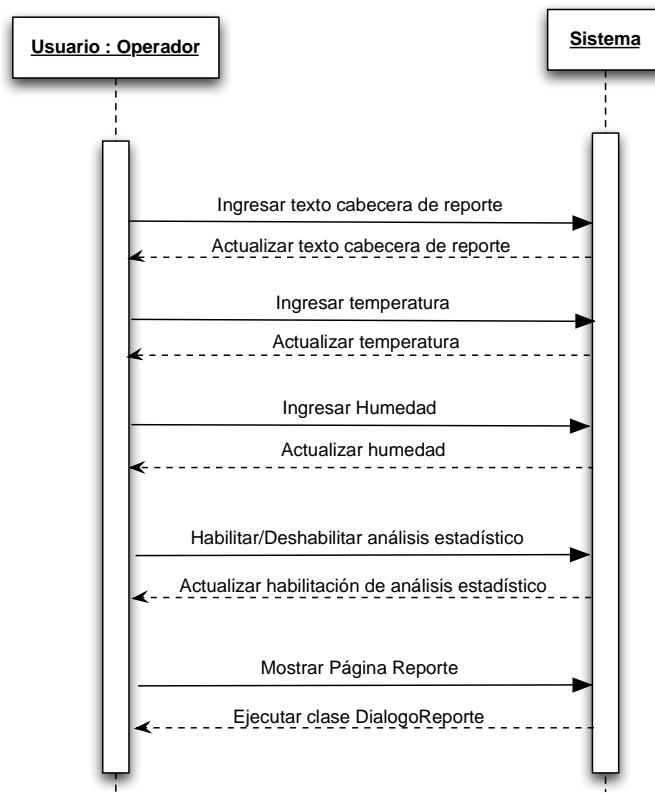 Usuario : Operador
Sistema
Ingresar texto cabecera de reporte
Actualizar texto cabecera de reporte
Ingresar temperatura
Actualizar temperatura
Ingresar Humedad
Actualizar humedad
Habilitar/Deshabilitar análisis estadístico
Actualizar habilitación de análisis estadístico
Mostrar Página Reporte
Ejecutar clase DialogoReporte